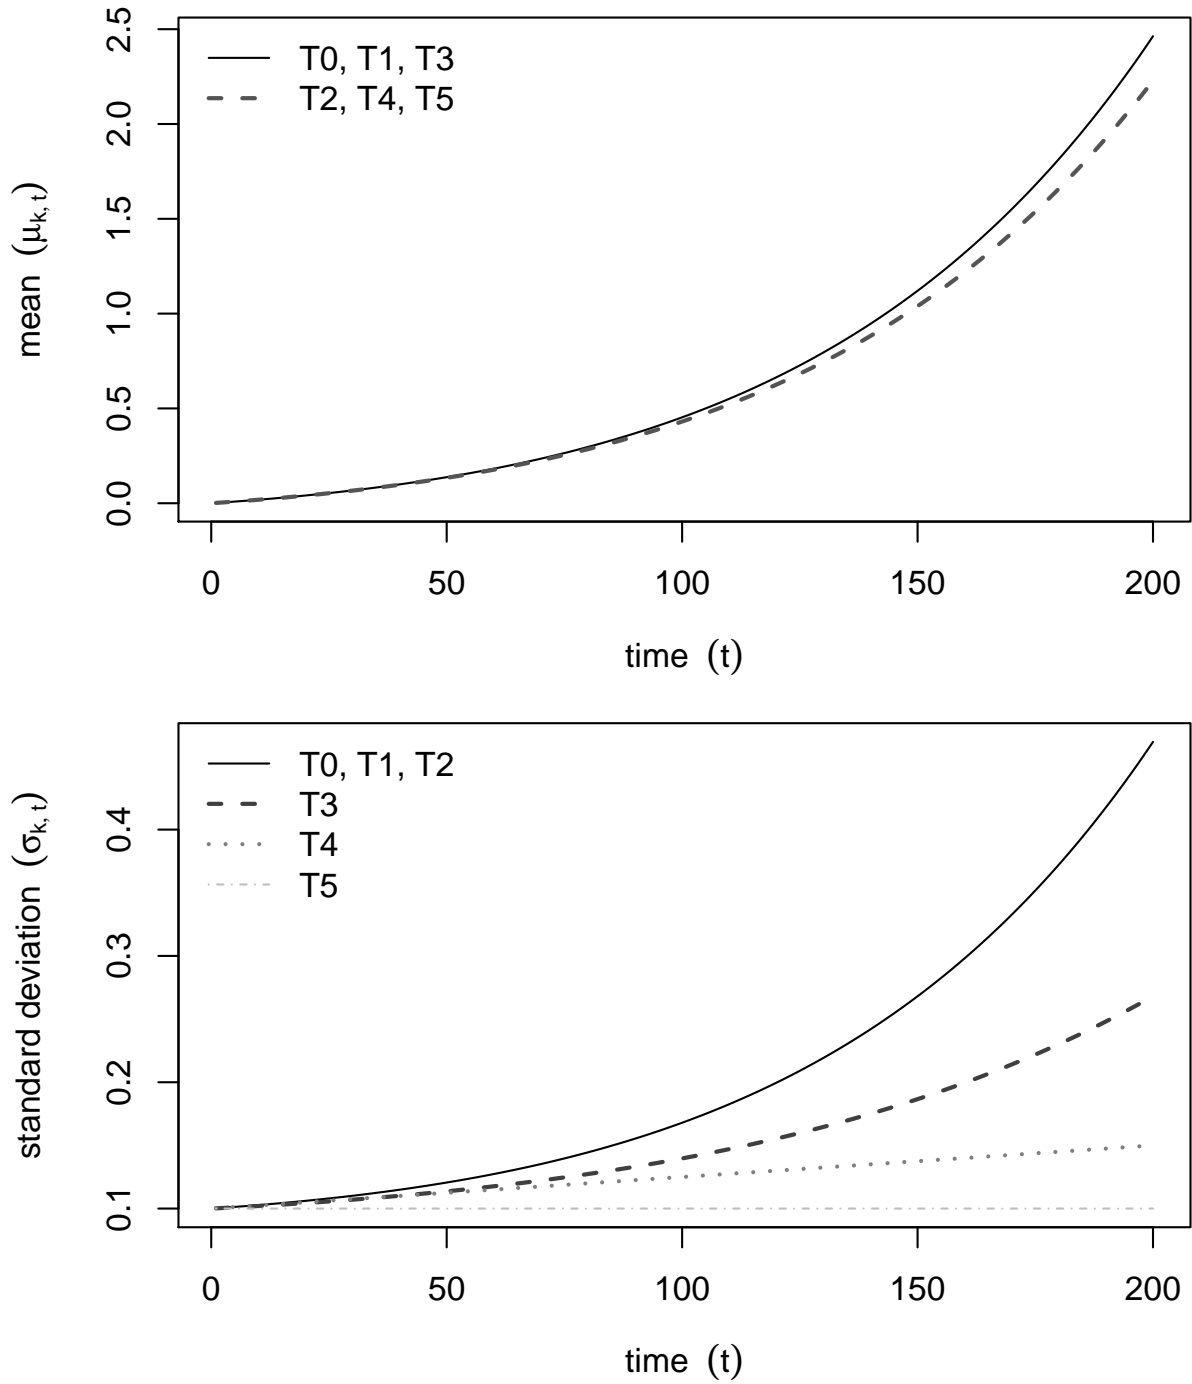 T0, T1, T3
T2, T4, T5
2.5
2.0
1.5
1.0
0.5
0.0
mean (μk, t)
0 50 100 150 200
time (t)
T0, T1, T2
T3
T4
T5
0.4
0.3
0.2
0.1
standard deviation (σk, t)
0 50 100 150 200
time (t)